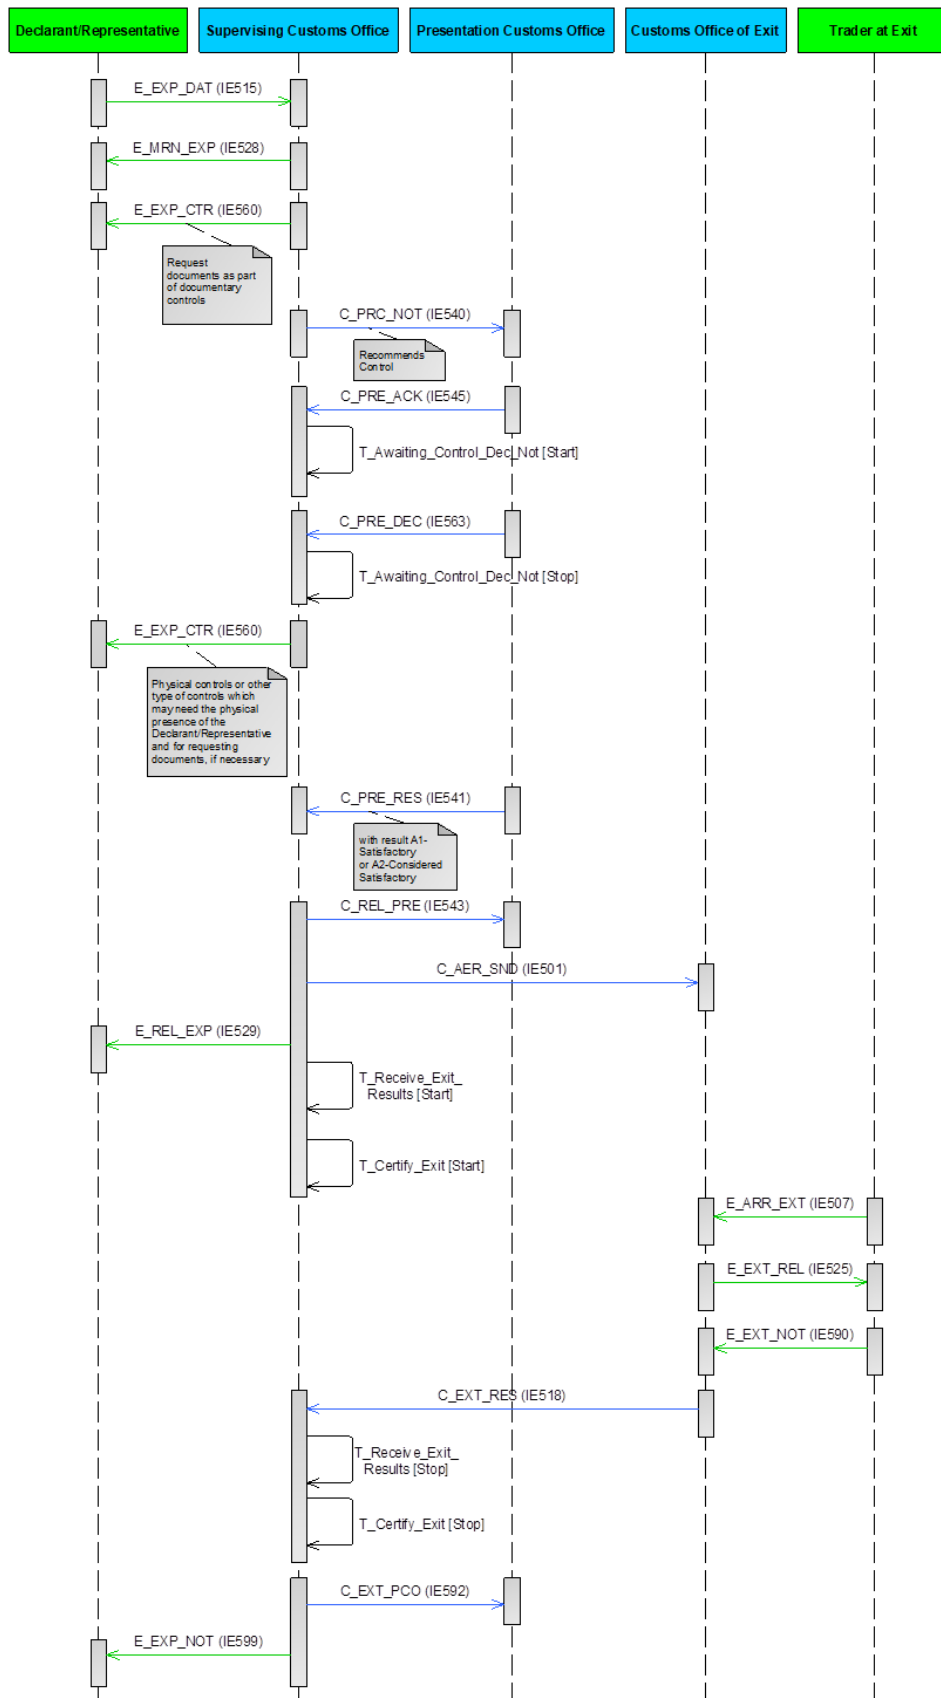 Declarant/Representative
Supervising Customs Office
Presentation Customs Office
Customs Office of Exit
Trader at Exit
E_EXP_DAT (IE515)
E_MRN_EXP (IE528)
E_EXP_CTR (IE560)
Request
documents as part
of documentary
controls
C_PRC_NOT (IE540)
Recommends
Control
C_PRE_ACK (IE545)
T_Awaiting_Control_Dec_Not [Start]
C_PRE_DEC (IE563)
T_Awaiting_Control_Dec_Not [Stop]
E_EXP_CTR (IE560)
Physical controls or other
type of controls which
may need the physical
presence of the
Declarant/Representative
and for requesting
documents, if necessary
C_PRE_RES (IE541)
with result A1-
Satisfactory
or A2-Considered
Satisfactory
C_REL_PRE (IE543)
C_AER_SND (IE501)
E_REL_EXP (IE529)
T_Receive_Exit_
Results [Start]
T_Certify_Exit [Start]
E_ARR_EXT (IE507)
E_EXT_REL (IE525)
E_EXT_NOT (IE590)
C_EXT_RES (IE518)
T_Receive_Exit_
Results [Stop]
T_Certify_Exit [Stop]
C_EXT_PCO (IE592)
E_EXP_NOT (IE599)